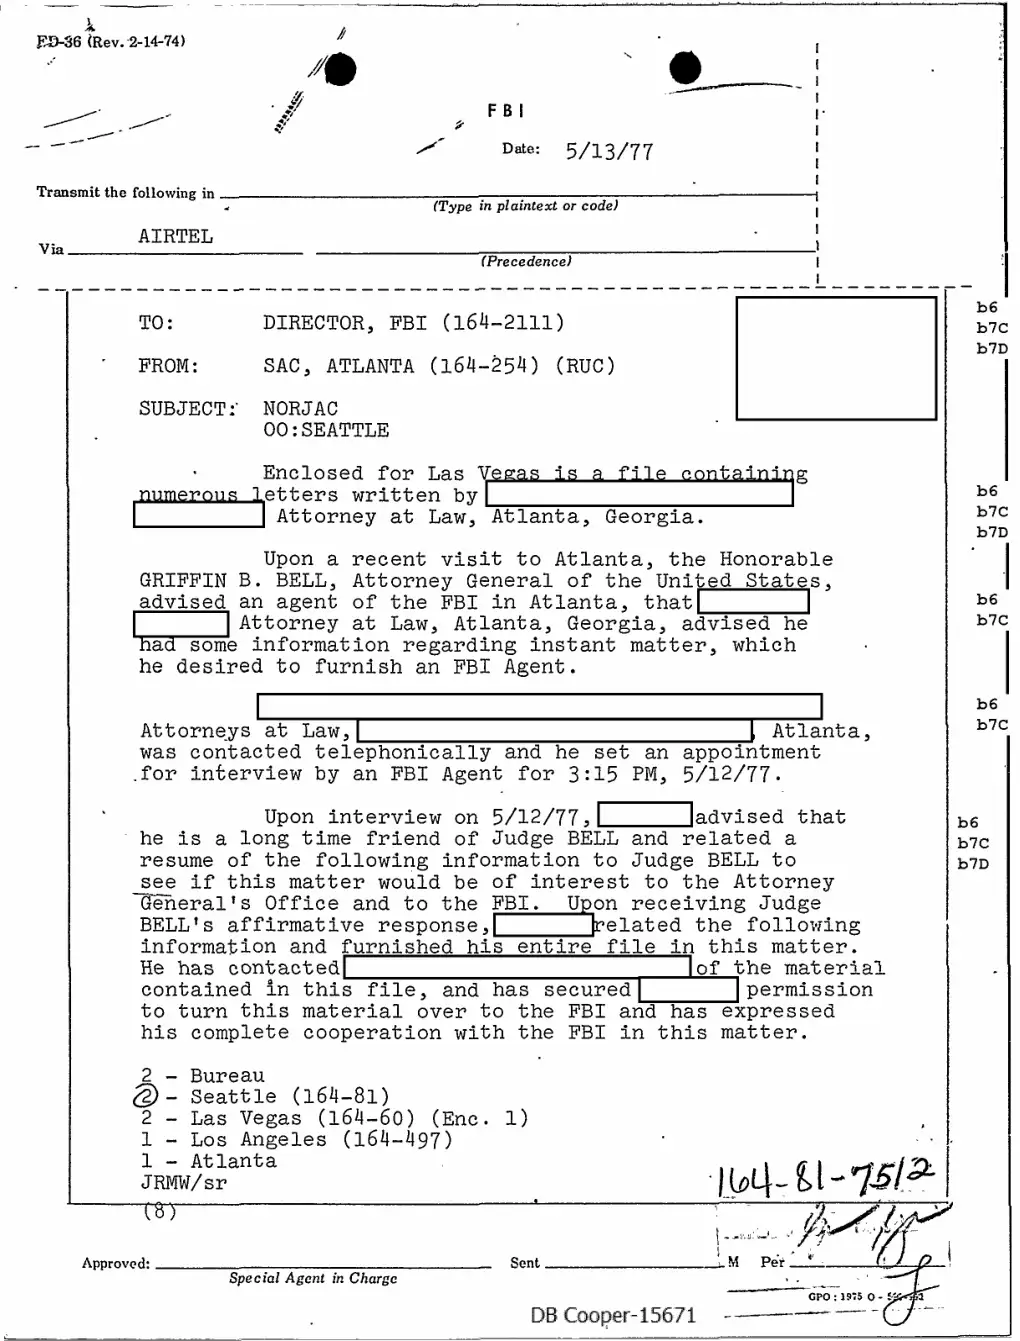 FD-36 (Rev. 2-14-74)
FBI
Date: 5/13/77
Transmit the following in
(Type in plaintext or code)
Via AIRTEL
(Precedence)
TO: DIRECTOR, FBI (164-2111)
b6
b7C
b7D
FROM: SAC, ATLANTA (164-254) (RUC)
SUBJECT: NORJAC
OO:SEATTLE
Enclosed for Las Vegas is a file containing
numerous letters written by
Attorney at Law, Atlanta, Georgia.
b6
b7C
b7D
Upon a recent visit to Atlanta, the Honorable
GRIFFIN B. BELL, Attorney General of the United States,
advised an agent of the FBI in Atlanta, that
Attorney at Law, Atlanta, Georgia, advised he
had some information regarding instant matter, which
he desired to furnish an FBI Agent.
b6
b7C
Attorneys at Law, , Atlanta,
was contacted telephonically and he set an appointment
for interview by an FBI Agent for 3:15 PM, 5/12/77.
b6
b7C
Upon interview on 5/12/77, advised that
he is a long time friend of Judge BELL and related a
resume of the following information to Judge BELL to
see if this matter would be of interest to the Attorney
General's Office and to the FBI. Upon receiving Judge
BELL's affirmative response, related the following
information and furnished his entire file in this matter.
He has contacted of the material
contained in this file, and has secured permission
to turn this material over to the FBI and has expressed
his complete cooperation with the FBI in this matter.
b6
b7C
b7D
2 - Bureau
2 - Seattle (164-81)
2 - Las Vegas (164-60) (Enc. 1)
1 - Los Angeles (164-497)
1 - Atlanta
JRMW/sr
(8)
164-81-7512
Approved: Sent M Per
Special Agent in Charge
GPO : 1975 O -
DB Cooper-15671